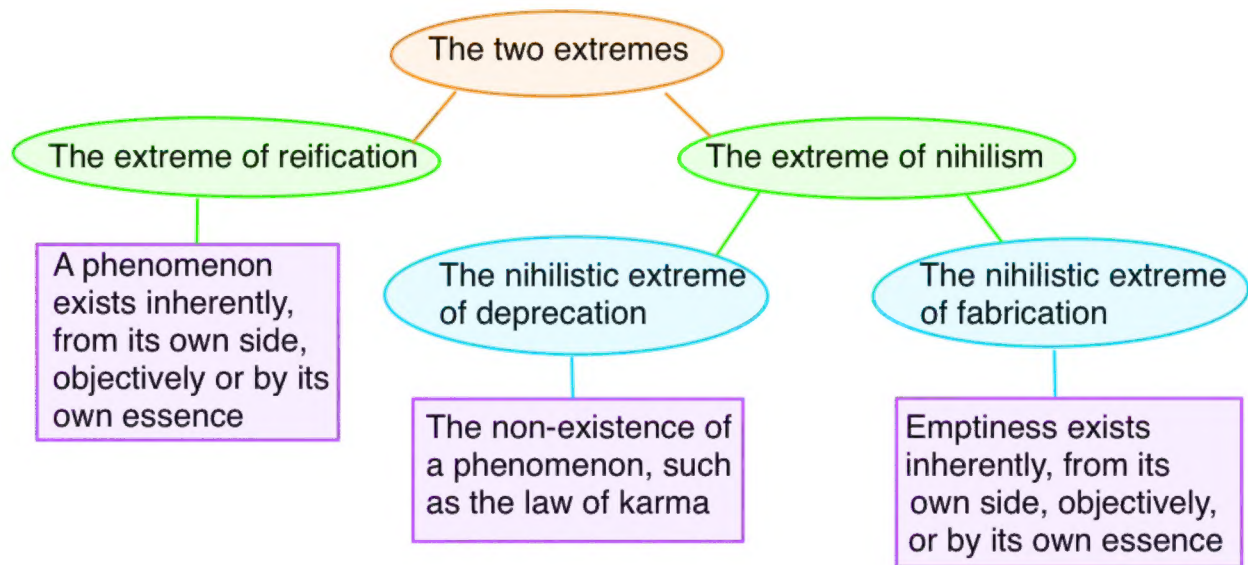 The two extremes
The extreme of reification
The extreme of nihilism
A phenomenon
exists inherently,
from its own side,
objectively or by its
own essence
The nihilistic extreme
of deprecation
The nihilistic extreme
of fabrication
The non-existence of
a phenomenon, such
as the law of karma
Emptiness exists
inherently, from its
own side, objectively,
or by its own essence